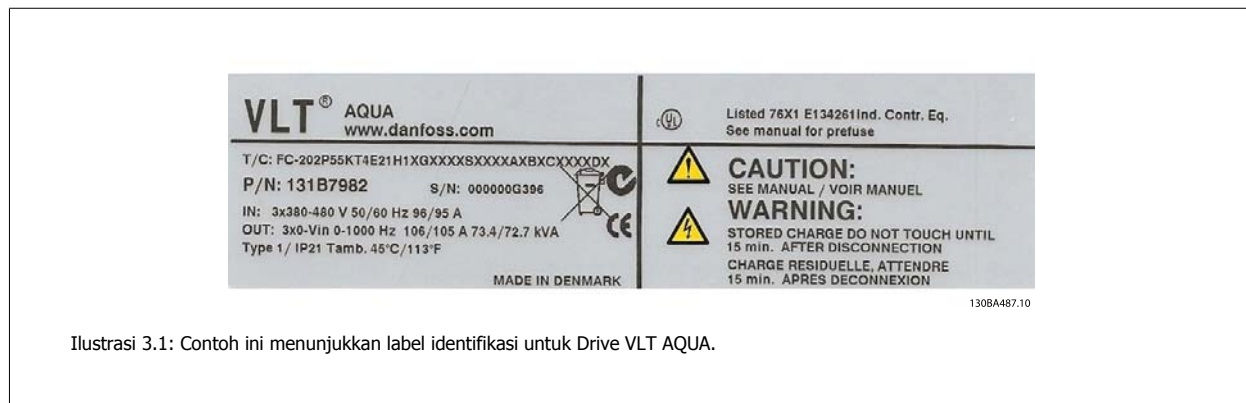 VLT® AQUA
www.danfoss.com
T/C: FC-202P55KT4E21H1XGXXXXSXXXXAXBXCXXXXDX
P/N: 131B7982 S/N: 000000G396
IN: 3x380-480 V 50/60 Hz 96/95 A
OUT: 3x0-Vin 0-1000 Hz 106/105 A 73.4/72.7 kVA
Type 1/ IP21 Tamb. 45°C/113°F
MADE IN DENMARK
CE
c UL
Listed 76X1 E134261Ind. Contr. Eq.
See manual for prefuse
CAUTION:
SEE MANUAL / VOIR MANUEL
WARNING:
STORED CHARGE DO NOT TOUCH UNTIL
15 min. AFTER DISCONNECTION
CHARGE RESIDUELLE, ATTENDRE
15 min. APRES DECONNEXION
130BA487.10
Ilustrasi 3.1: Contoh ini menunjukkan label identifikasi untuk Drive VLT AQUA.